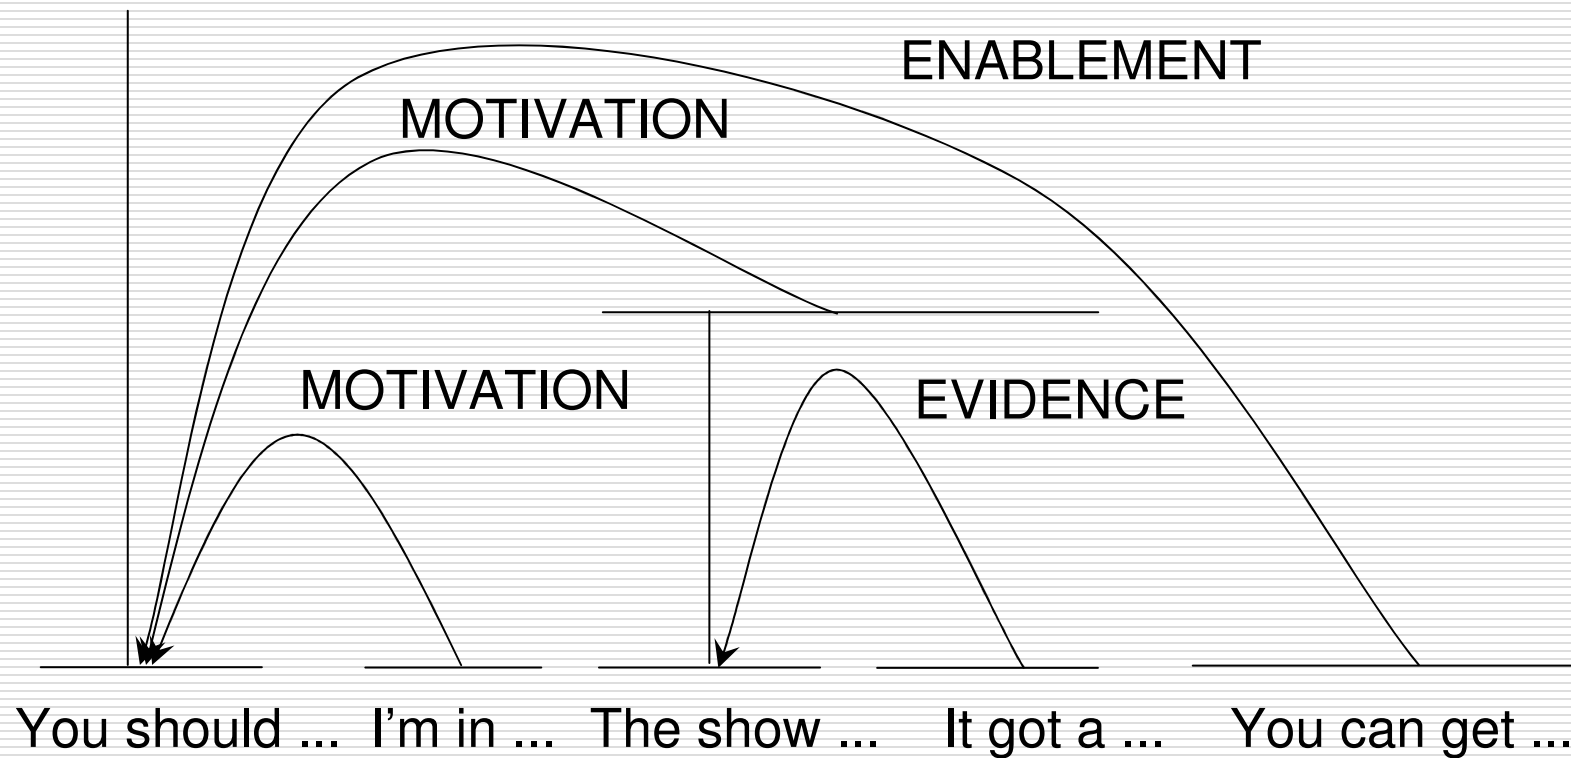 ENABLEMENT
MOTIVATION
MOTIVATION
EVIDENCE
You should ... I'm in ... The show ... It got a ... You can get ...